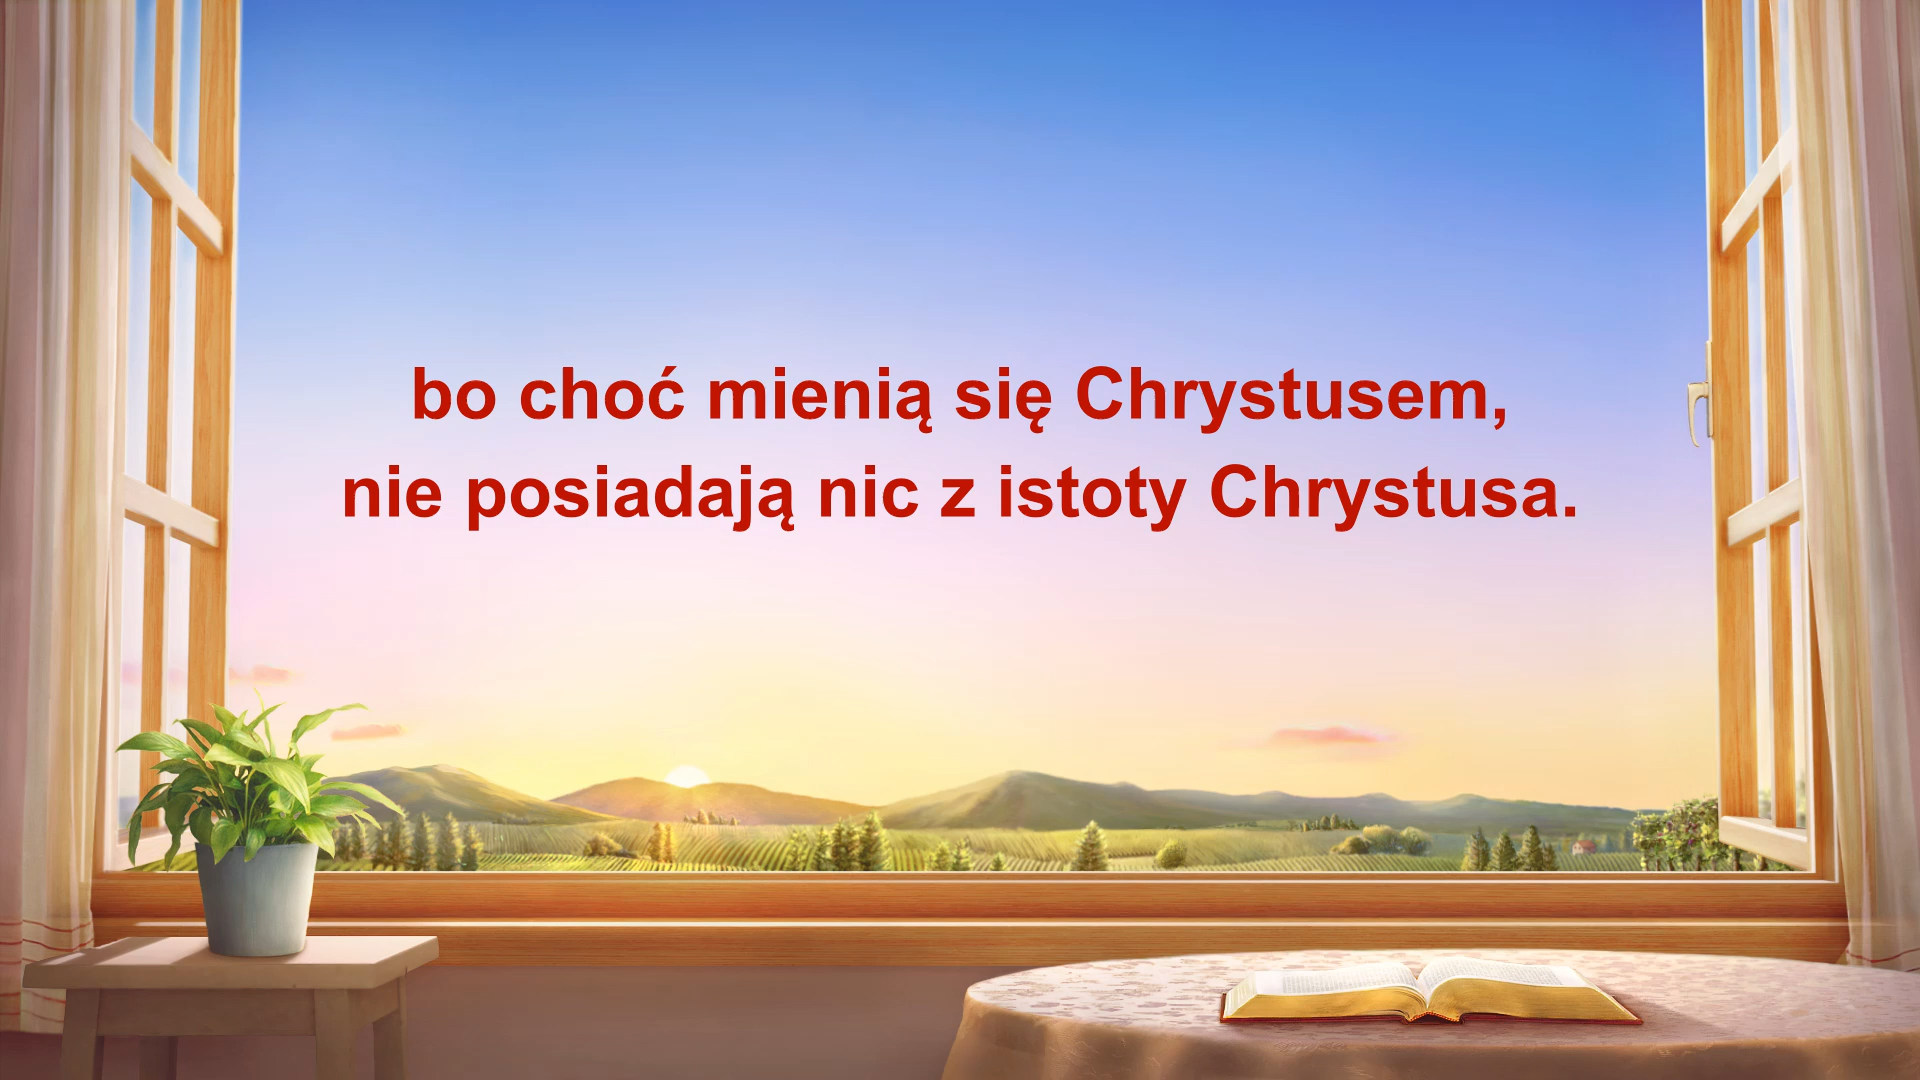 bo choć mienią się Chrystusem,
nie posiadają nic z istoty Chrystusa.